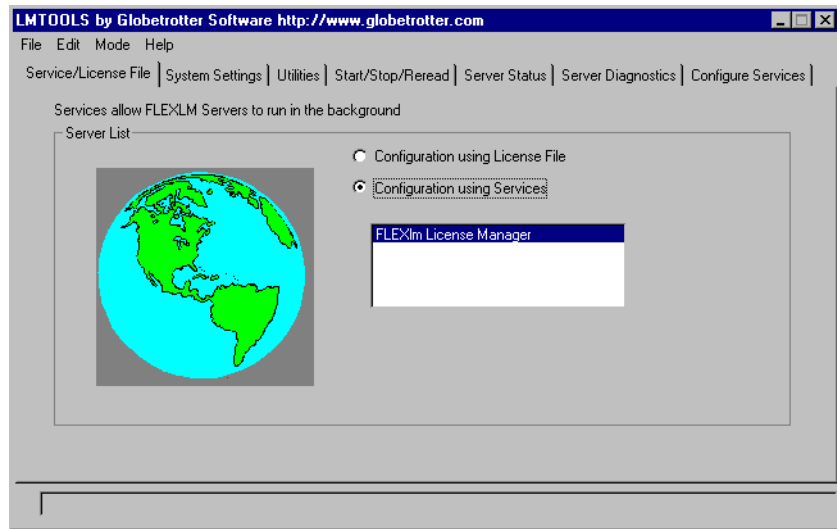 LMTOOLS by Globetrotter Software http://www.globetrotter.com
File Edit Mode Help
Service/License File System Settings Utilities Start/Stop/Reread Server Status Server Diagnostics Configure Services
Services allow FLEXLM Servers to run in the background
Server List
Configuration using License File
Configuration using Services
FLEXlm License Manager